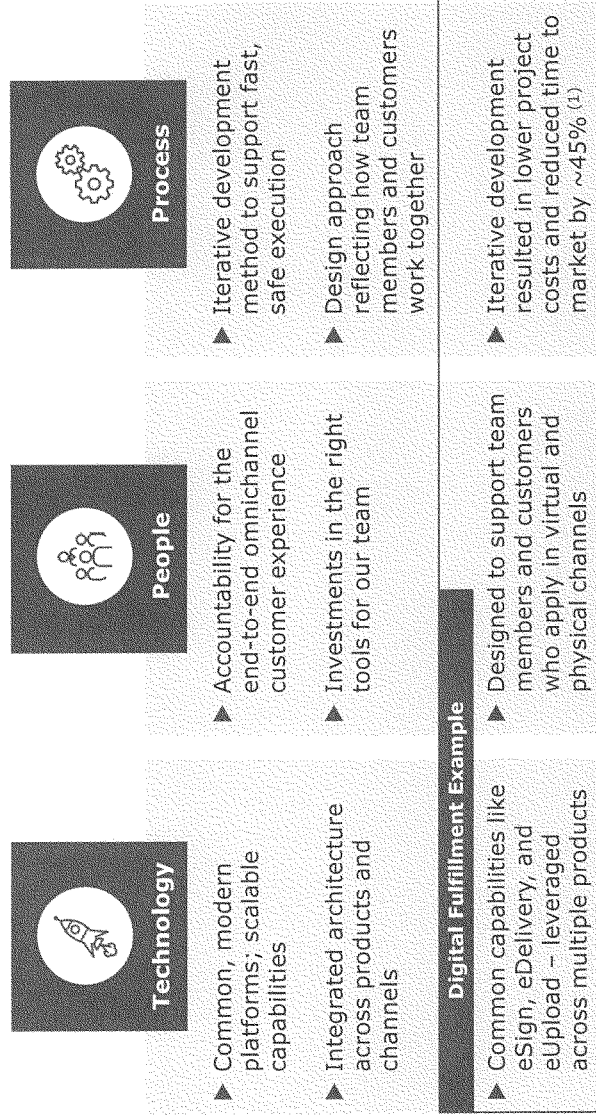 Technology
▶ Common, modern
platforms; scalable
capabilities
▶ Integrated architecture
across products and
channels
People
▶ Accountability for the
end-to-end omnichannel
customer experience
▶ Investments in the right
tools for our team
Process
▶ Iterative development
method to support fast,
safe execution
▶ Design approach
reflecting how team
members and customers
work together
Digital Fulfillment Example
▶ Common capabilities like
eSign, eDelivery, and
eUpload – leveraged
across multiple products
▶ Designed to support team
members and customers
who apply in virtual and
physical channels
▶ Iterative development
resulted in lower project
costs and reduced time to
market by ~45% (1)